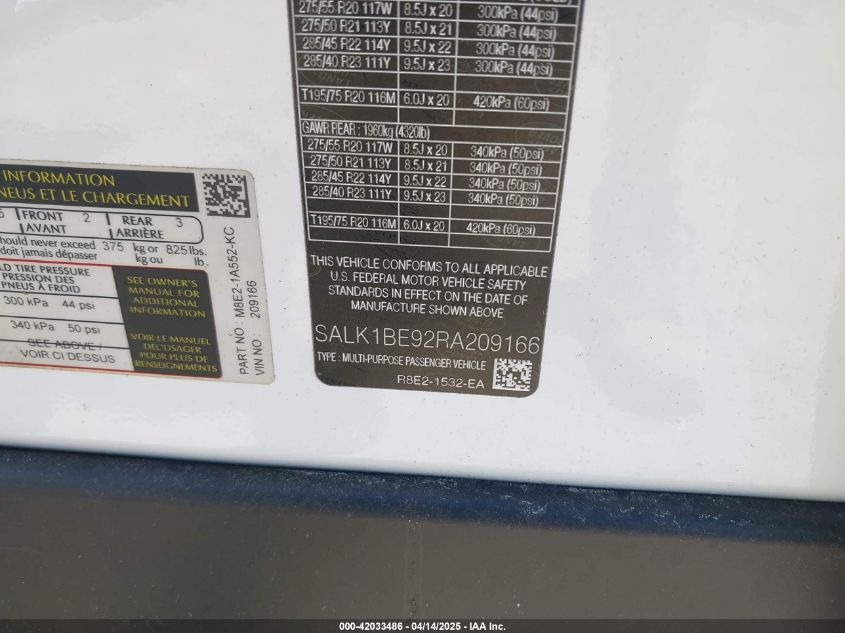 275/55 R20 117W 8.5J x 20 300kPa (44psi)
275/50 R21 113Y 8.5J x 21 300kPa (44psi)
285/45 R22 114Y 9.5J x 22 300kPa (44psi)
285/40 R23 111Y 9.5J x 23 300kPa (44psi)
T195/75 R20 116M 6.0J x 20 420kPa (60psi)
GAWR REAR : 1960kg (4320lb)
275/55 R20 117W 8.5J x 20 340kPa (50psi)
275/50 R21 113Y 8.5J x 21 340kPa (50psi)
285/45 R22 114Y 9.5J x 22 340kPa (50psi)
285/40 R23 111Y 9.5J x 23 340kPa (50psi)
T195/75 R20 116M 6.0J x 20 420kPa (60psi)
THIS VEHICLE CONFORMS TO ALL APPLICABLE
U.S. FEDERAL MOTOR VEHICLE SAFETY
STANDARDS IN EFFECT ON THE DATE OF
MANUFACTURE SHOWN ABOVE
SALK1BE92RA209166
TYPE : MULTI-PURPOSE PASSENGER VEHICLE
R8E2-1532-EA
INFORMATION
PNEUS ET LE CHARGEMENT
5 FRONT 2 REAR 3
AVANT ARRIÈRE
should never exceed 375 kg or 825 lbs.
doit jamais dépasser kg ou lb.
LD TIRE PRESSURE
PRESSION DES
PNEUS À FROID
300 kPa 44 psi
340 kPa 50 psi
SEE ABOVE /
VOIR CI DESSUS
SEE OWNER'S
MANUAL FOR
ADDITIONAL
INFORMATION
VOIR LE MANUEL
DE L'USAGER
POUR PLUS DE
RENSEIGNEMENTS
PART NO : M8E2-1A552-KC
VIN NO : 209166
000-42033486 - 04/14/2025 - IAA Inc.